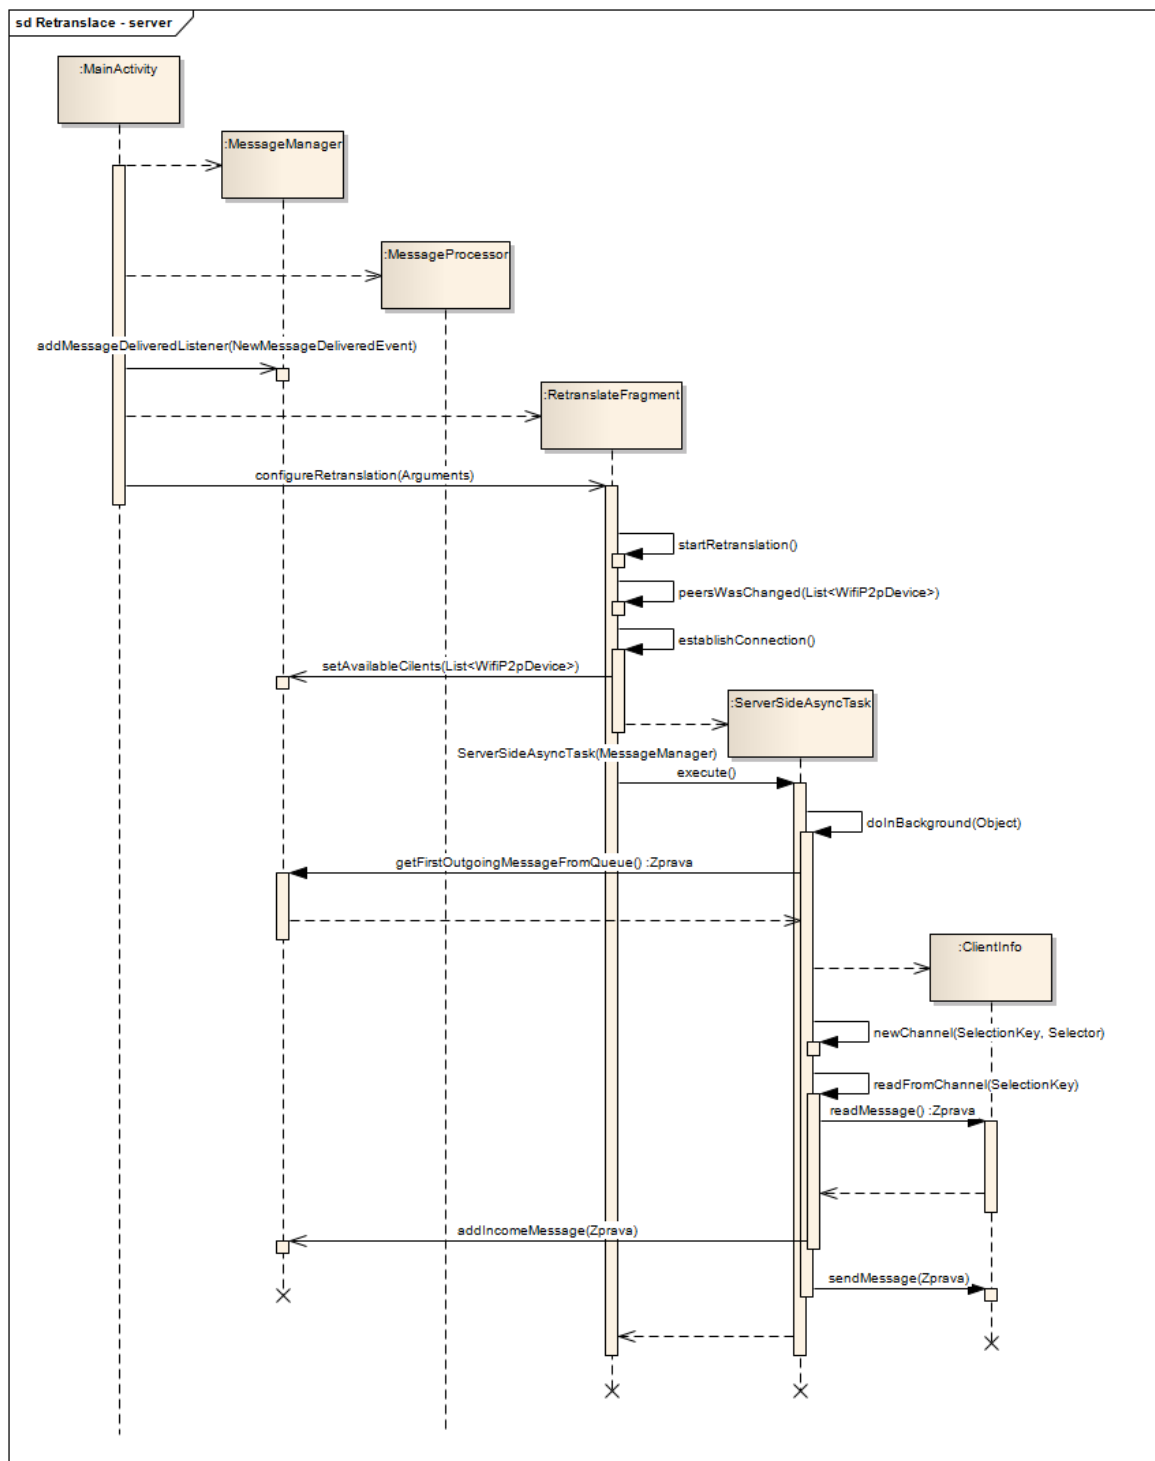 sd Retranslace - server
:MainActivity
:MessageManager
:MessageProcessor
addMessageDeliveredListener(NewMessageDeliveredEvent)
:RetranslateFragment
configureRetranslation(Arguments)
startRetranslation()
peersWasChanged(List<WifiP2pDevice>)
establishConnection()
setAvailableCilents(List<WifiP2pDevice>)
:ServerSideAsyncTask
ServerSideAsyncTask(MessageManager)
execute()
doInBackground(Object)
getFirstOutgoingMessageFromQueue() :Zprava
:ClientInfo
newChannel(SelectionKey, Selector)
readFromChannel(SelectionKey)
readMessage() :Zprava
addIncomeMessage(Zprava)
sendMessage(Zprava)